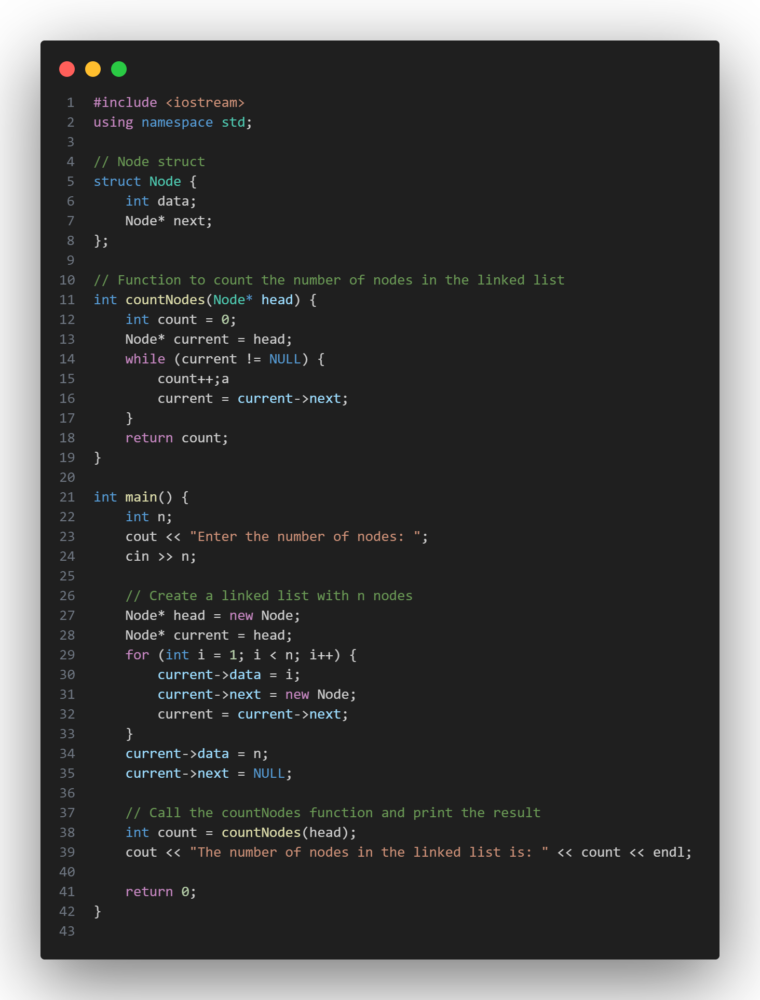 1 #include <iostream>
2 using namespace std;
3
4 // Node struct
5 struct Node {
6     int data;
7     Node* next;
8 };
9
10 // Function to count the number of nodes in the linked list
11 int countNodes(Node* head) {
12     int count = 0;
13     Node* current = head;
14     while (current != NULL) {
15         count++;a
16         current = current->next;
17     }
18     return count;
19 }
20
21 int main() {
22     int n;
23     cout << "Enter the number of nodes: ";
24     cin >> n;
25
26     // Create a linked list with n nodes
27     Node* head = new Node;
28     Node* current = head;
29     for (int i = 1; i < n; i++) {
30         current->data = i;
31         current->next = new Node;
32         current = current->next;
33     }
34     current->data = n;
35     current->next = NULL;
36
37     // Call the countNodes function and print the result
38     int count = countNodes(head);
39     cout << "The number of nodes in the linked list is: " << count << endl;
40
41     return 0;
42 }
43